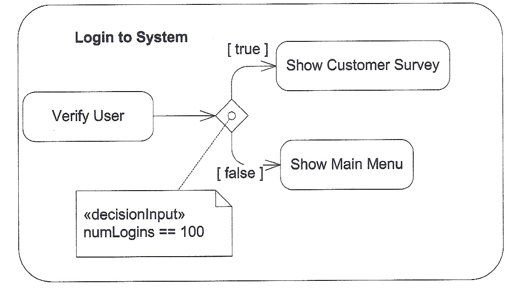 Login to System
[ true ]
Show Customer Survey
Verify User
[ false ]
Show Main Menu
«decisionInput»
numLogins == 100